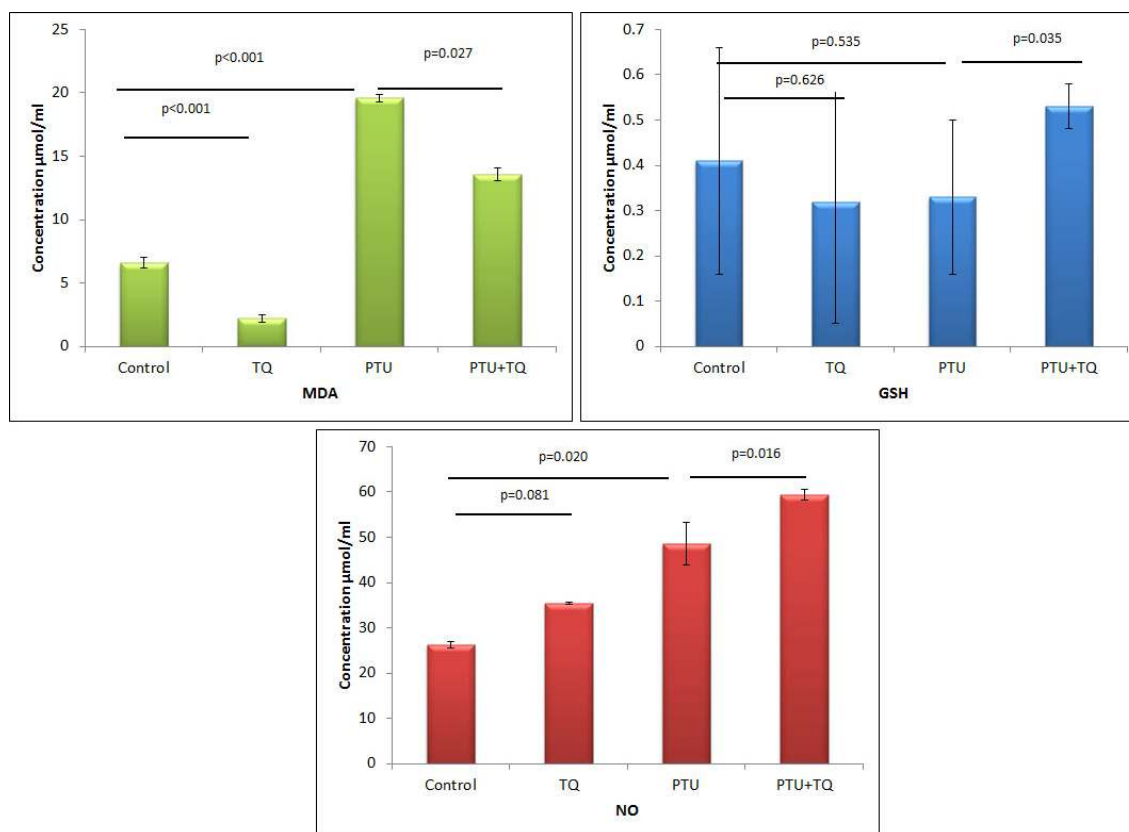 25
20
15
10
5
0
Concentration µmol/ml
p<0.001
p=0.027
p<0.001
Control TQ PTU PTU+TQ
MDA
0.7
0.6
0.5
0.4
0.3
0.2
0.1
0
Concentration µmol/ml
p=0.535
p=0.035
p=0.626
Control TQ PTU PTU+TQ
GSH
70
60
50
40
30
20
10
0
Concentration µmol/ml
p=0.020
p=0.016
p=0.081
Control TQ PTU PTU+TQ
NO